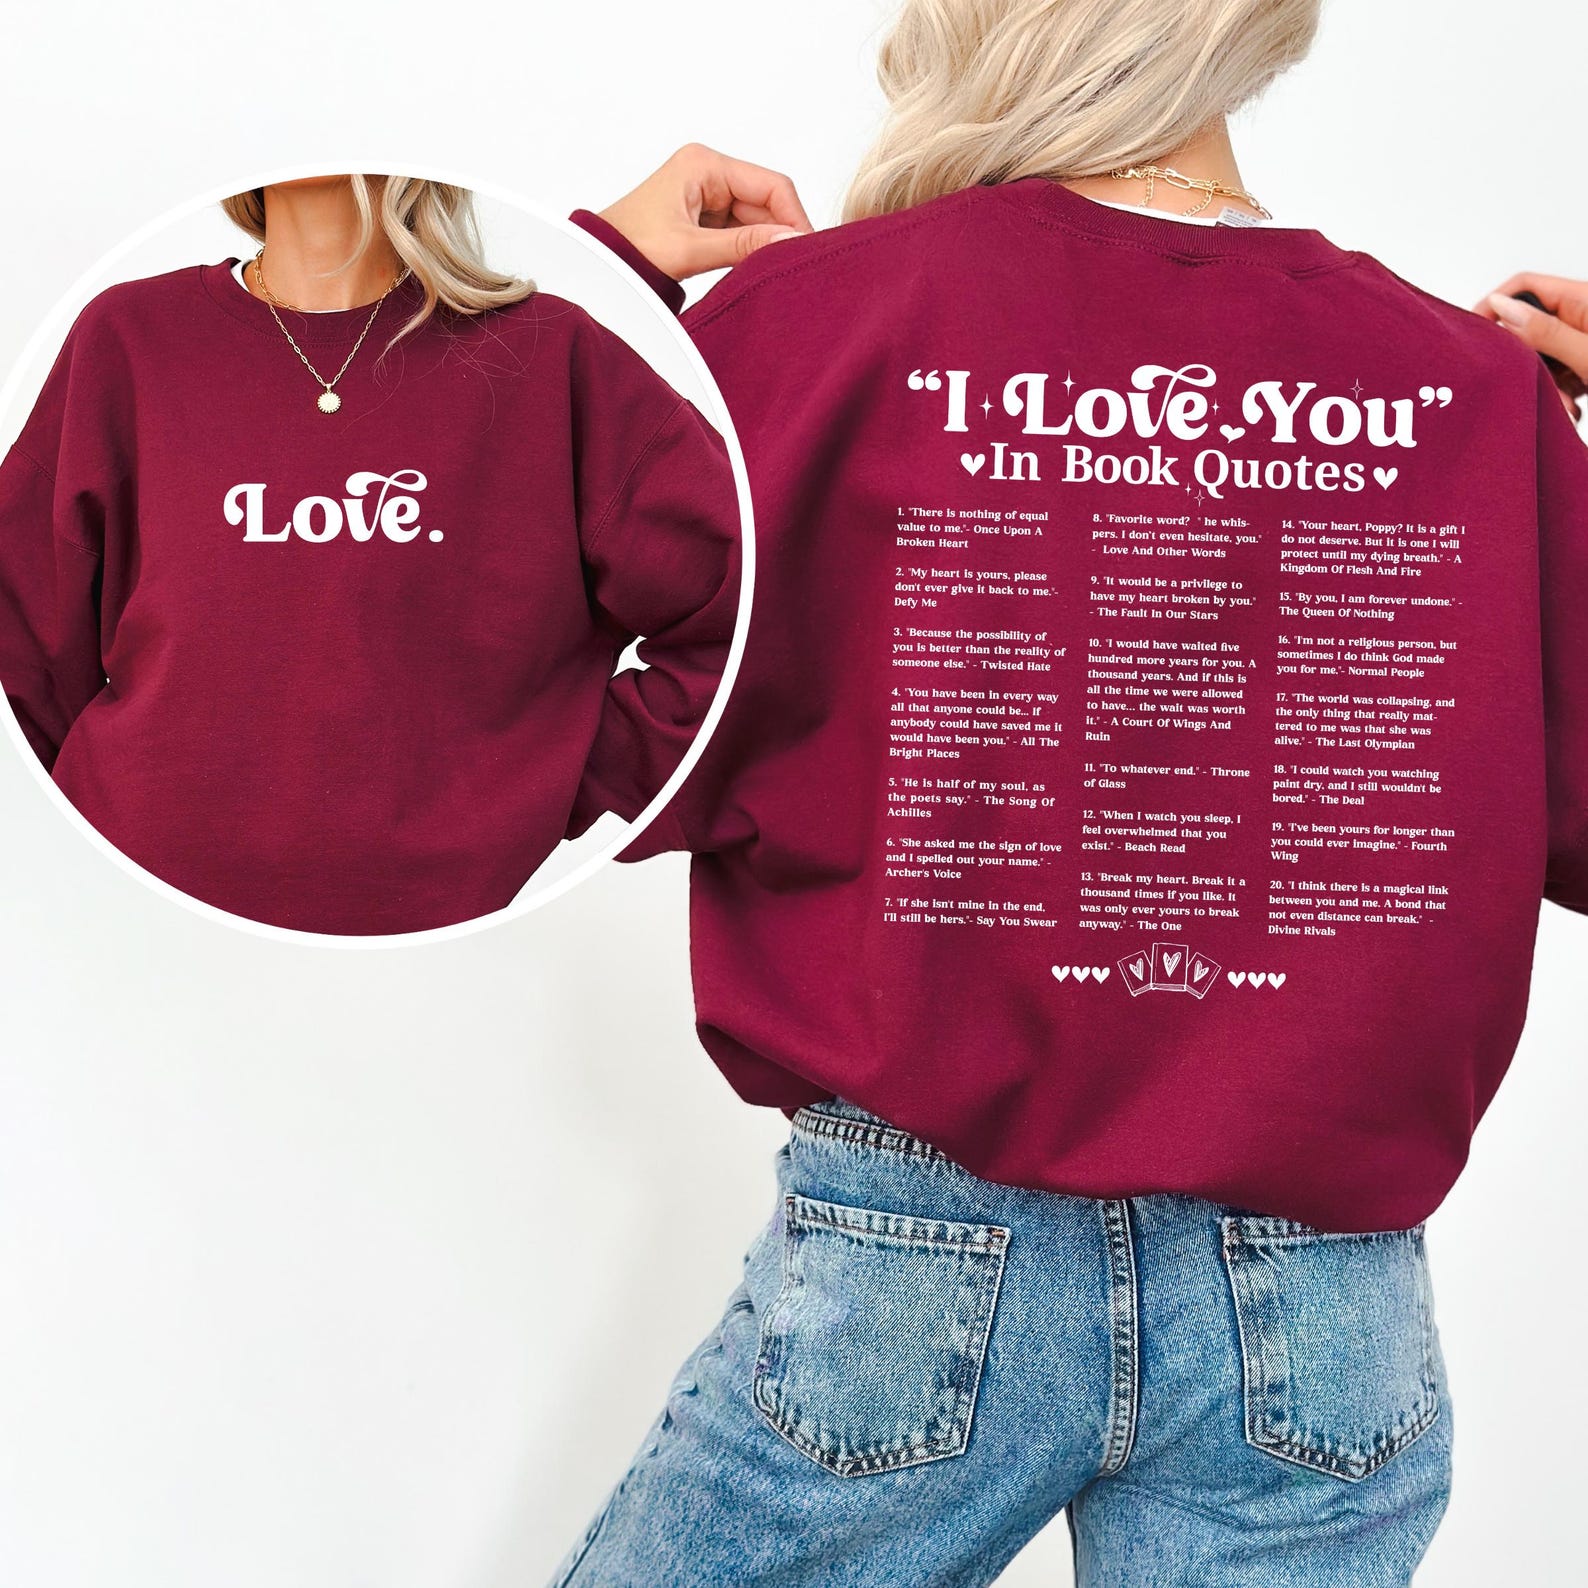 Love.
“I Love You”
In Book Quotes
1. "There is nothing of equal
value to me."- Once Upon A
Broken Heart
2. "My heart is yours, please
don't ever give it back to me."-
Defy Me
3. "Because the possibility of
you is better than the reality of
someone else." - Twisted Hate
4. "You have been in every way
all that anyone could be... If
anybody could have saved me it
would have been you." - All The
Bright Places
5. "He is half of my soul, as
the poets say." - The Song Of
Achilles
6. "She asked me the sign of love
and I spelled out your name." -
Archer's Voice
7. "If she isn't mine in the end,
I'll still be hers."- Say You Swear
8. "Favorite word? " he whis-
pers. I don't even hesitate, you."
- Love And Other Words
9. "It would be a privilege to
have my heart broken by you."
- The Fault In Our Stars
10. "I would have waited five
hundred more years for you. A
thousand years. And if this is
all the time we were allowed
to have... the wait was worth
it." - A Court Of Wings And
Ruin
11. "To whatever end." - Throne
of Glass
12. "When I watch you sleep, I
feel overwhelmed that you
exist." - Beach Read
13. "Break my heart. Break it a
thousand times if you like. It
was only ever yours to break
anyway." - The One
14. "Your heart, Poppy? It is a gift I
do not deserve. But it is one I will
protect until my dying breath." - A
Kingdom Of Flesh And Fire
15. "By you, I am forever undone." -
The Queen Of Nothing
16. "I'm not a religious person, but
sometimes I do think God made
you for me."- Normal People
17. "The world was collapsing, and
the only thing that really mat-
tered to me was that she was
alive." - The Last Olympian
18. "I could watch you watching
paint dry, and I still wouldn't be
bored." - The Deal
19. "I've been yours for longer than
you could ever imagine." - Fourth
Wing
20. "I think there is a magical link
between you and me. A bond that
not even distance can break." -
Divine Rivals